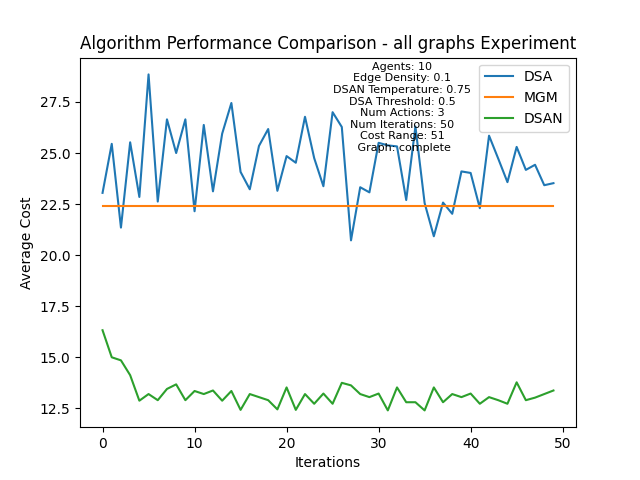 Algorithm Performance Comparison - all graphs Experiment
Agents: 10
Edge Density: 0.1
DSAN Temperature: 0.75
DSA Threshold: 0.5
Num Actions: 3
Num Iterations: 50
Cost Range: 51
Graph: complete
DSA
MGM
DSAN
Average Cost
27.5
25.0
22.5
20.0
17.5
15.0
12.5
0
10
20
30
40
50
Iterations